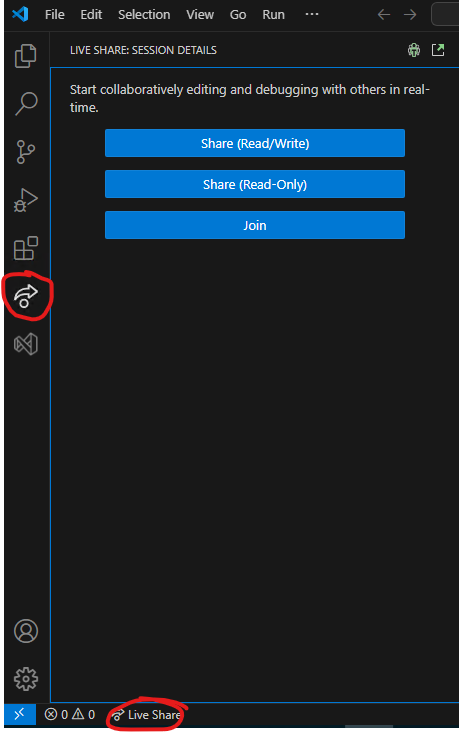 File Edit Selection View Go Run ···
LIVE SHARE: SESSION DETAILS
Start collaboratively editing and debugging with others in real-
time.
Share (Read/Write)
Share (Read-Only)
Join
0 0 Live Share